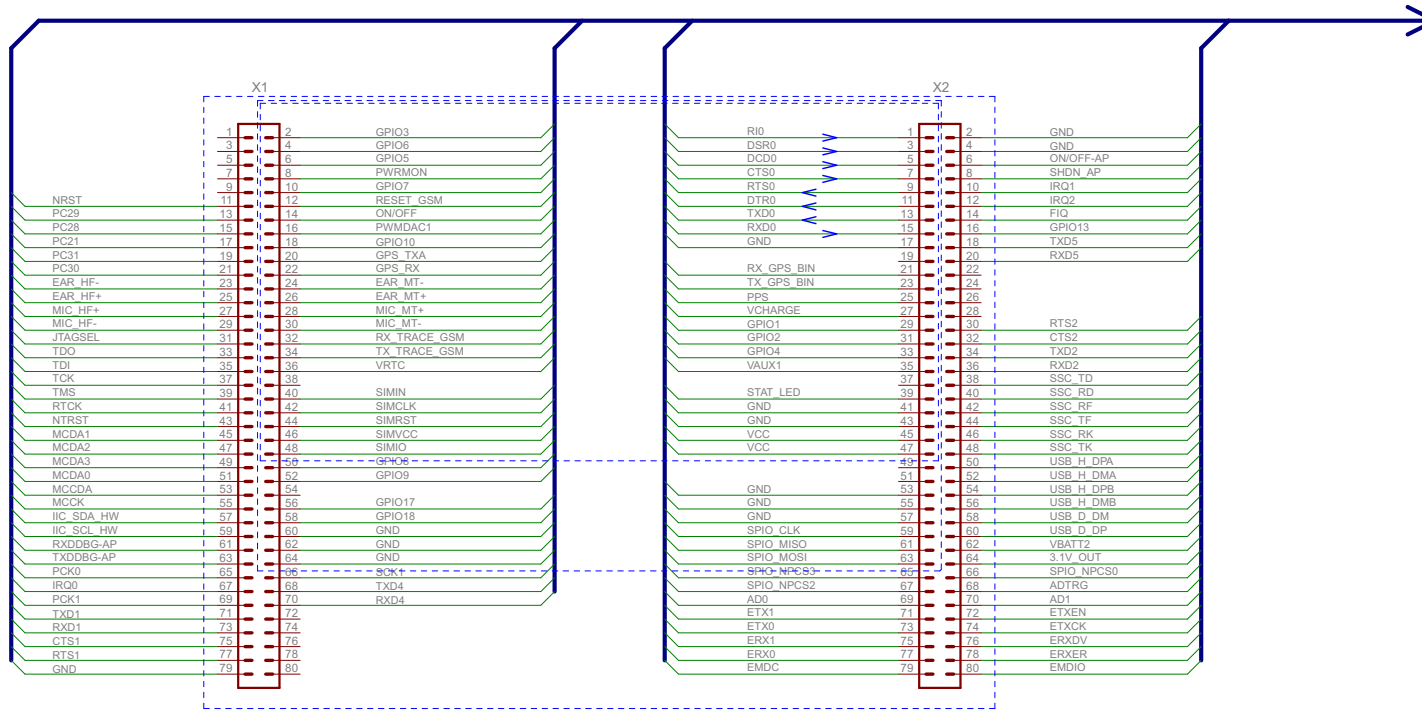 X1
1 2 GPIO3
3 4 GPIO6
5 6 GPIO5
7 8 PWRMON
9 10 GPIO7
NRST 11 12 RESET_GSM
PC29 13 14 ON/OFF
PC28 15 16 PWMDAC1
PC21 17 18 GPIO10
PC31 19 20 GPS_TXA
PC30 21 22 GPS_RX
EAR_HF- 23 24 EAR_MT-
EAR_HF+ 25 26 EAR_MT+
MIC_HF+ 27 28 MIC_MT+
MIC_HF- 29 30 MIC_MT-
JTAGSEL 31 32 RX_TRACE_GSM
TDO 33 34 TX_TRACE_GSM
TDI 35 36 VRTC
TCK 37 38
TMS 39 40 SIMIN
RTCK 41 42 SIMCLK
NTRST 43 44 SIMRST
MCDA1 45 46 SIMVCC
MCDA2 47 48 SIMIO
MCDA3 49 50 GPIO8
MCDA0 51 52 GPIO9
MCCDA 53 54
MCCK 55 56 GPIO17
IIC_SDA_HW 57 58 GPIO18
IIC_SCL_HW 59 60 GND
RXDDBG-AP 61 62 GND
TXDDBG-AP 63 64 GND
PCK0 65 66 SCK1
IRQ0 67 68 TXD4
PCK1 69 70 RXD4
TXD1 71 72
RXD1 73 74
CTS1 75 76
RTS1 77 78
GND 79 80
X2
RI0 1 2 GND
DSR0 3 4 GND
DCD0 5 6 ON/OFF-AP
CTS0 7 8 SHDN_AP
RTS0 9 10 IRQ1
DTR0 11 12 IRQ2
TXD0 13 14 FIQ
RXD0 15 16 GPIO13
GND 17 18 TXD5
19 20 RXD5
RX_GPS_BIN 21 22
TX_GPS_BIN 23 24
PPS 25 26
VCHARGE 27 28
GPIO1 29 30 RTS2
GPIO2 31 32 CTS2
GPIO4 33 34 TXD2
VAUX1 35 36 RXD2
37 38 SSC_TD
STAT_LED 39 40 SSC_RD
GND 41 42 SSC_RF
GND 43 44 SSC_TF
VCC 45 46 SSC_RK
VCC 47 48 SSC_TK
49 50 USB_H_DPA
51 52 USB_H_DMA
GND 53 54 USB_H_DPB
GND 55 56 USB_H_DMB
GND 57 58 USB_D_DM
SPIO_CLK 59 60 USB_D_DP
SPIO_MISO 61 62 VBATT2
SPIO_MOSI 63 64 3.1V_OUT
SPIO_NPCS3 65 66 SPIO_NPCS0
SPIO_NPCS2 67 68 ADTRG
AD0 69 70 AD1
ETX1 71 72 ETXEN
ETX0 73 74 ETXCK
ERX1 75 76 ERXDV
ERX0 77 78 ERXER
EMDC 79 80 EMDIO